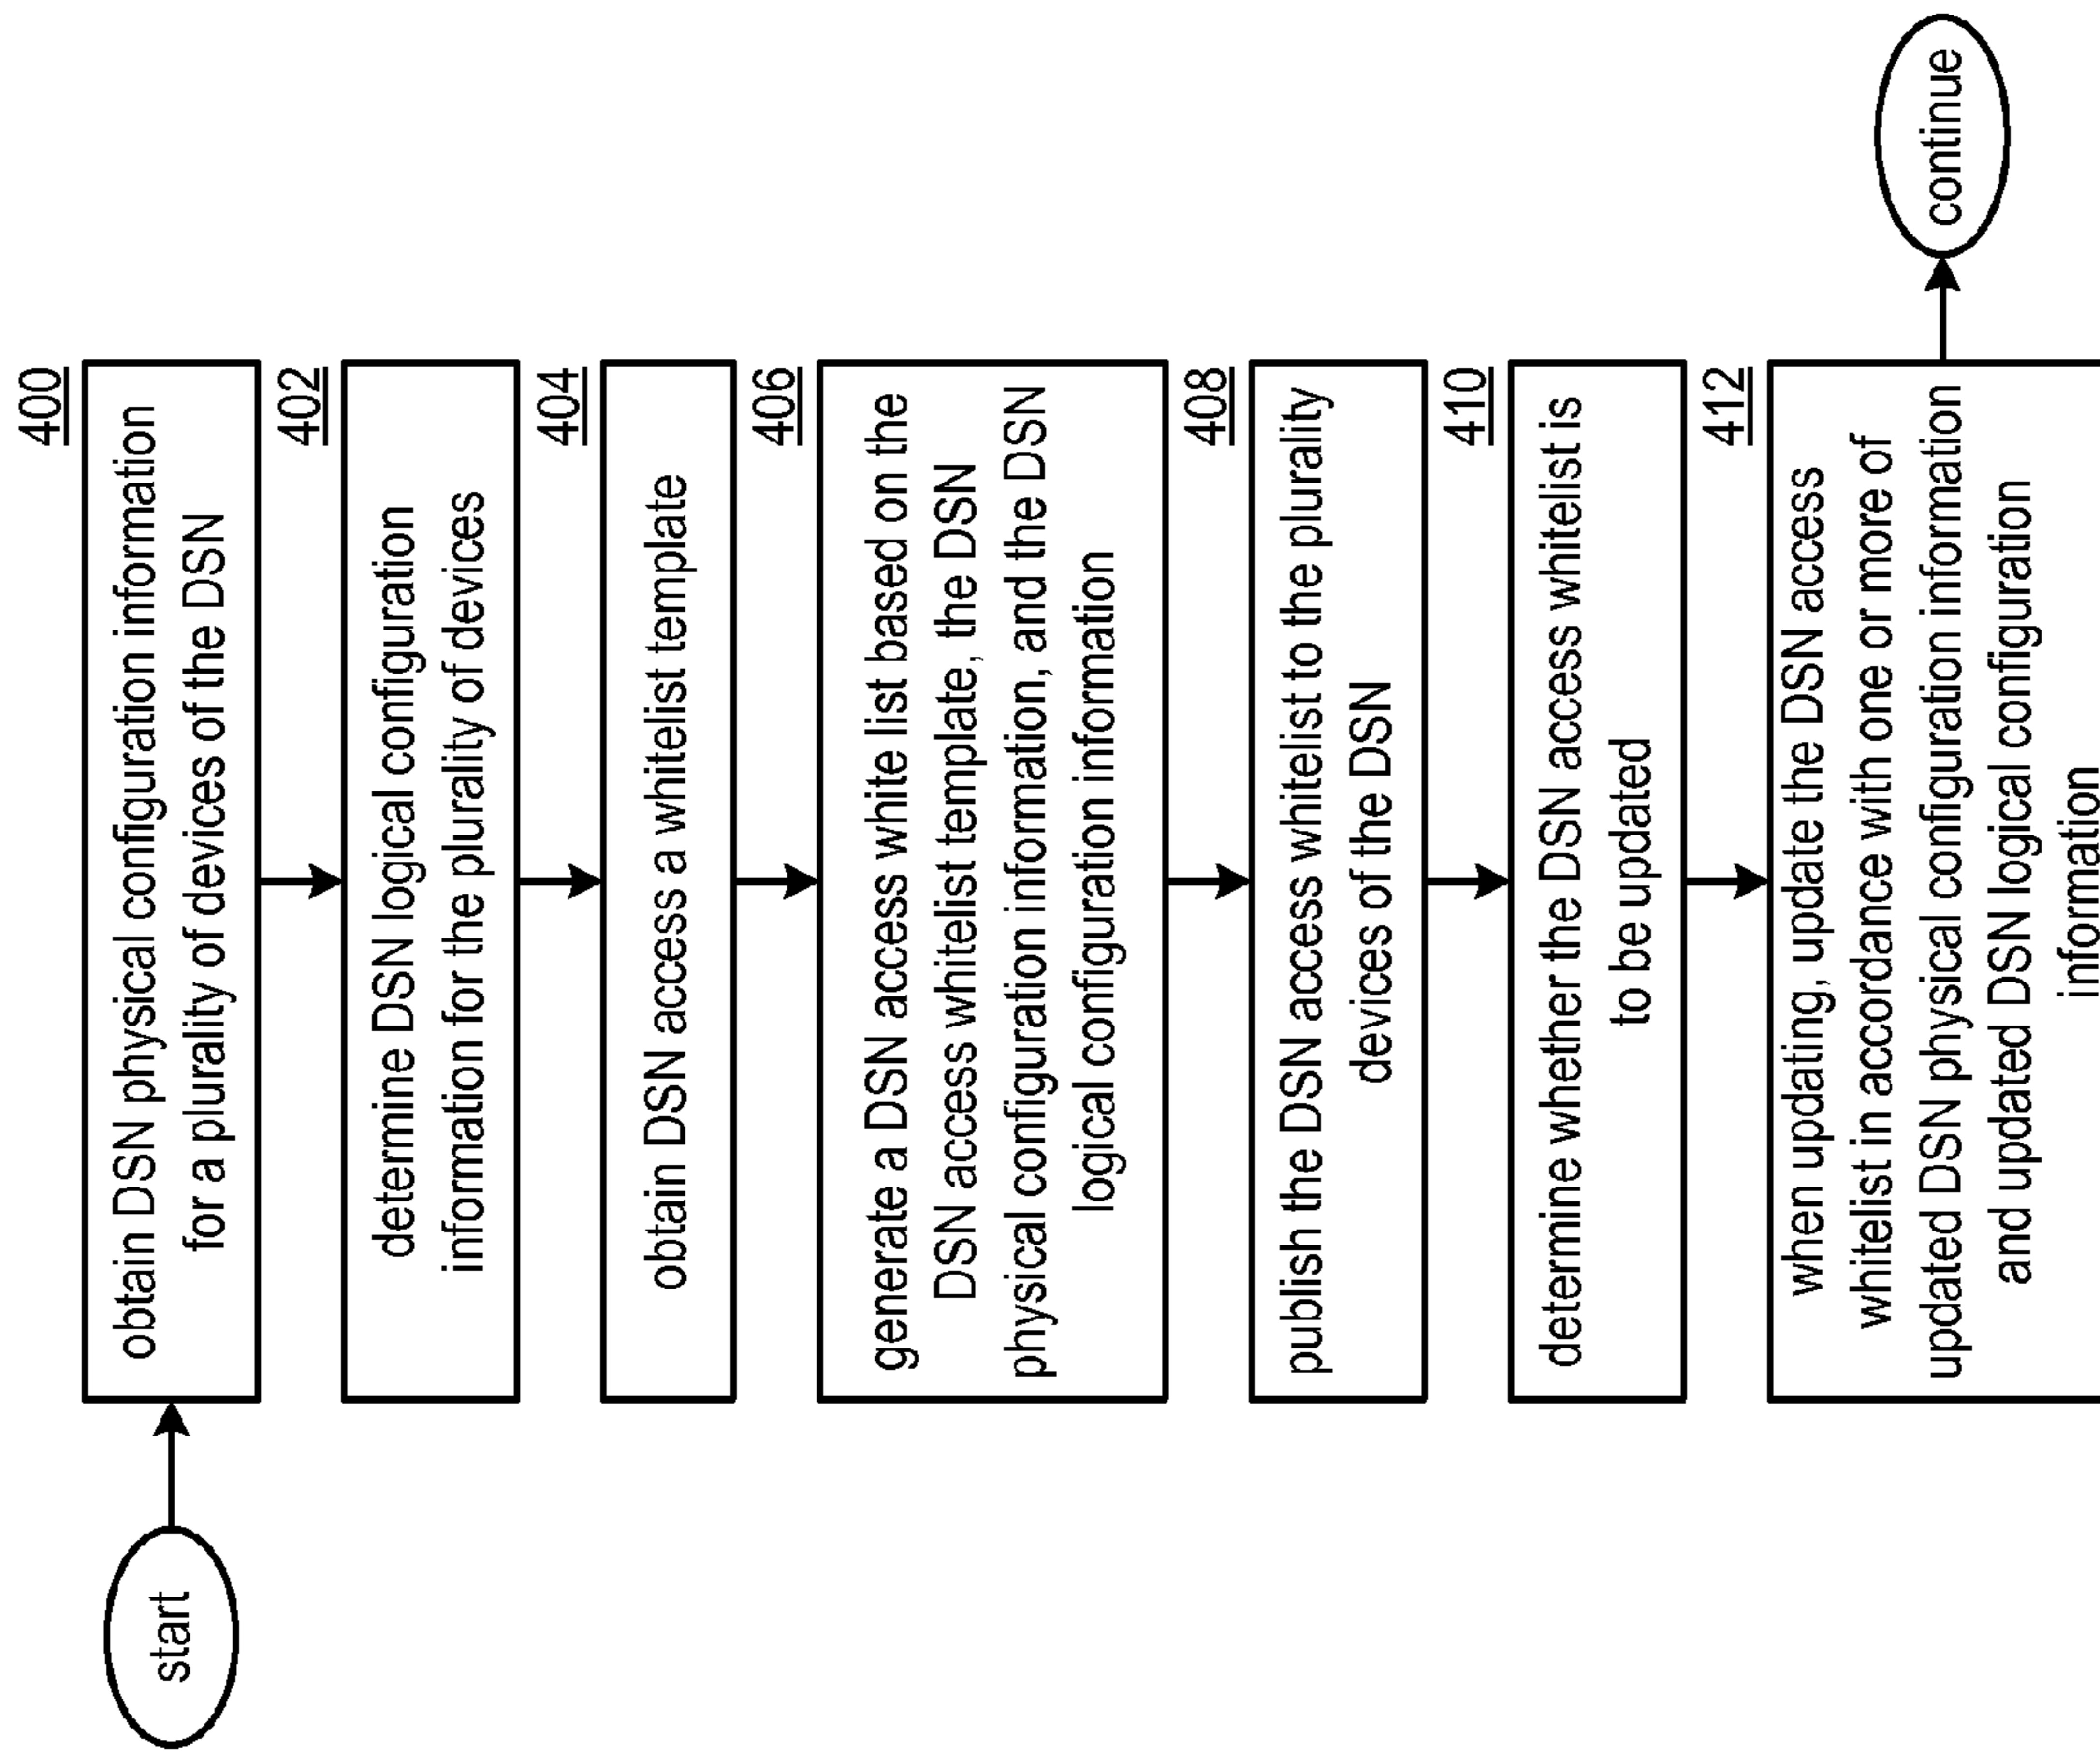 start
400
obtain DSN physical configuration information
for a plurality of devices of the DSN
402
determine DSN logical configuration
information for the plurality of devices
404
obtain DSN access a whitelist template
406
generate a DSN access white list based on the
DSN access whitelist template, the DSN
physical configuration information, and the DSN
logical configuration information
408
publish the DSN access whitelist to the plurality
devices of the DSN
410
determine whether the DSN access whitelist is
to be updated
412
when updating, update the DSN access
whitelist in accordance with one or more of
updated DSN physical configuration information
and updated DSN logical configuration
information
continue